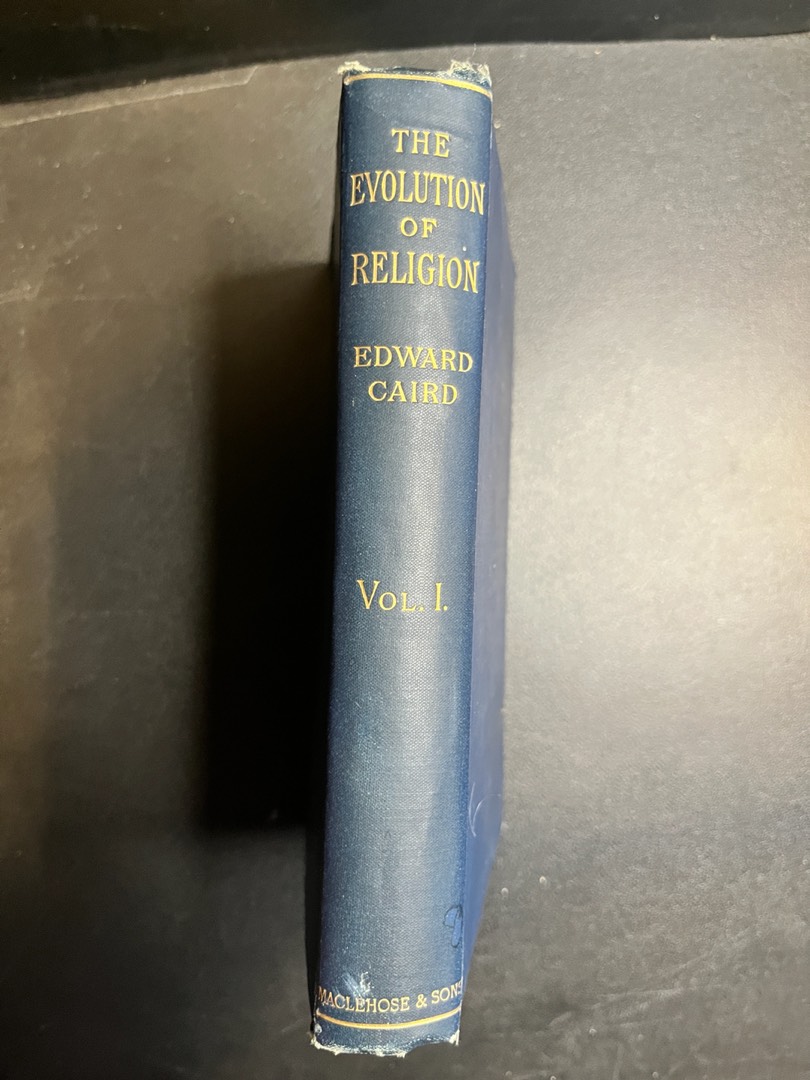 THE
EVOLUTION
OF
RELIGION
EDWARD
CAIRD
VOL. I.
MACLEHOSE & SONS